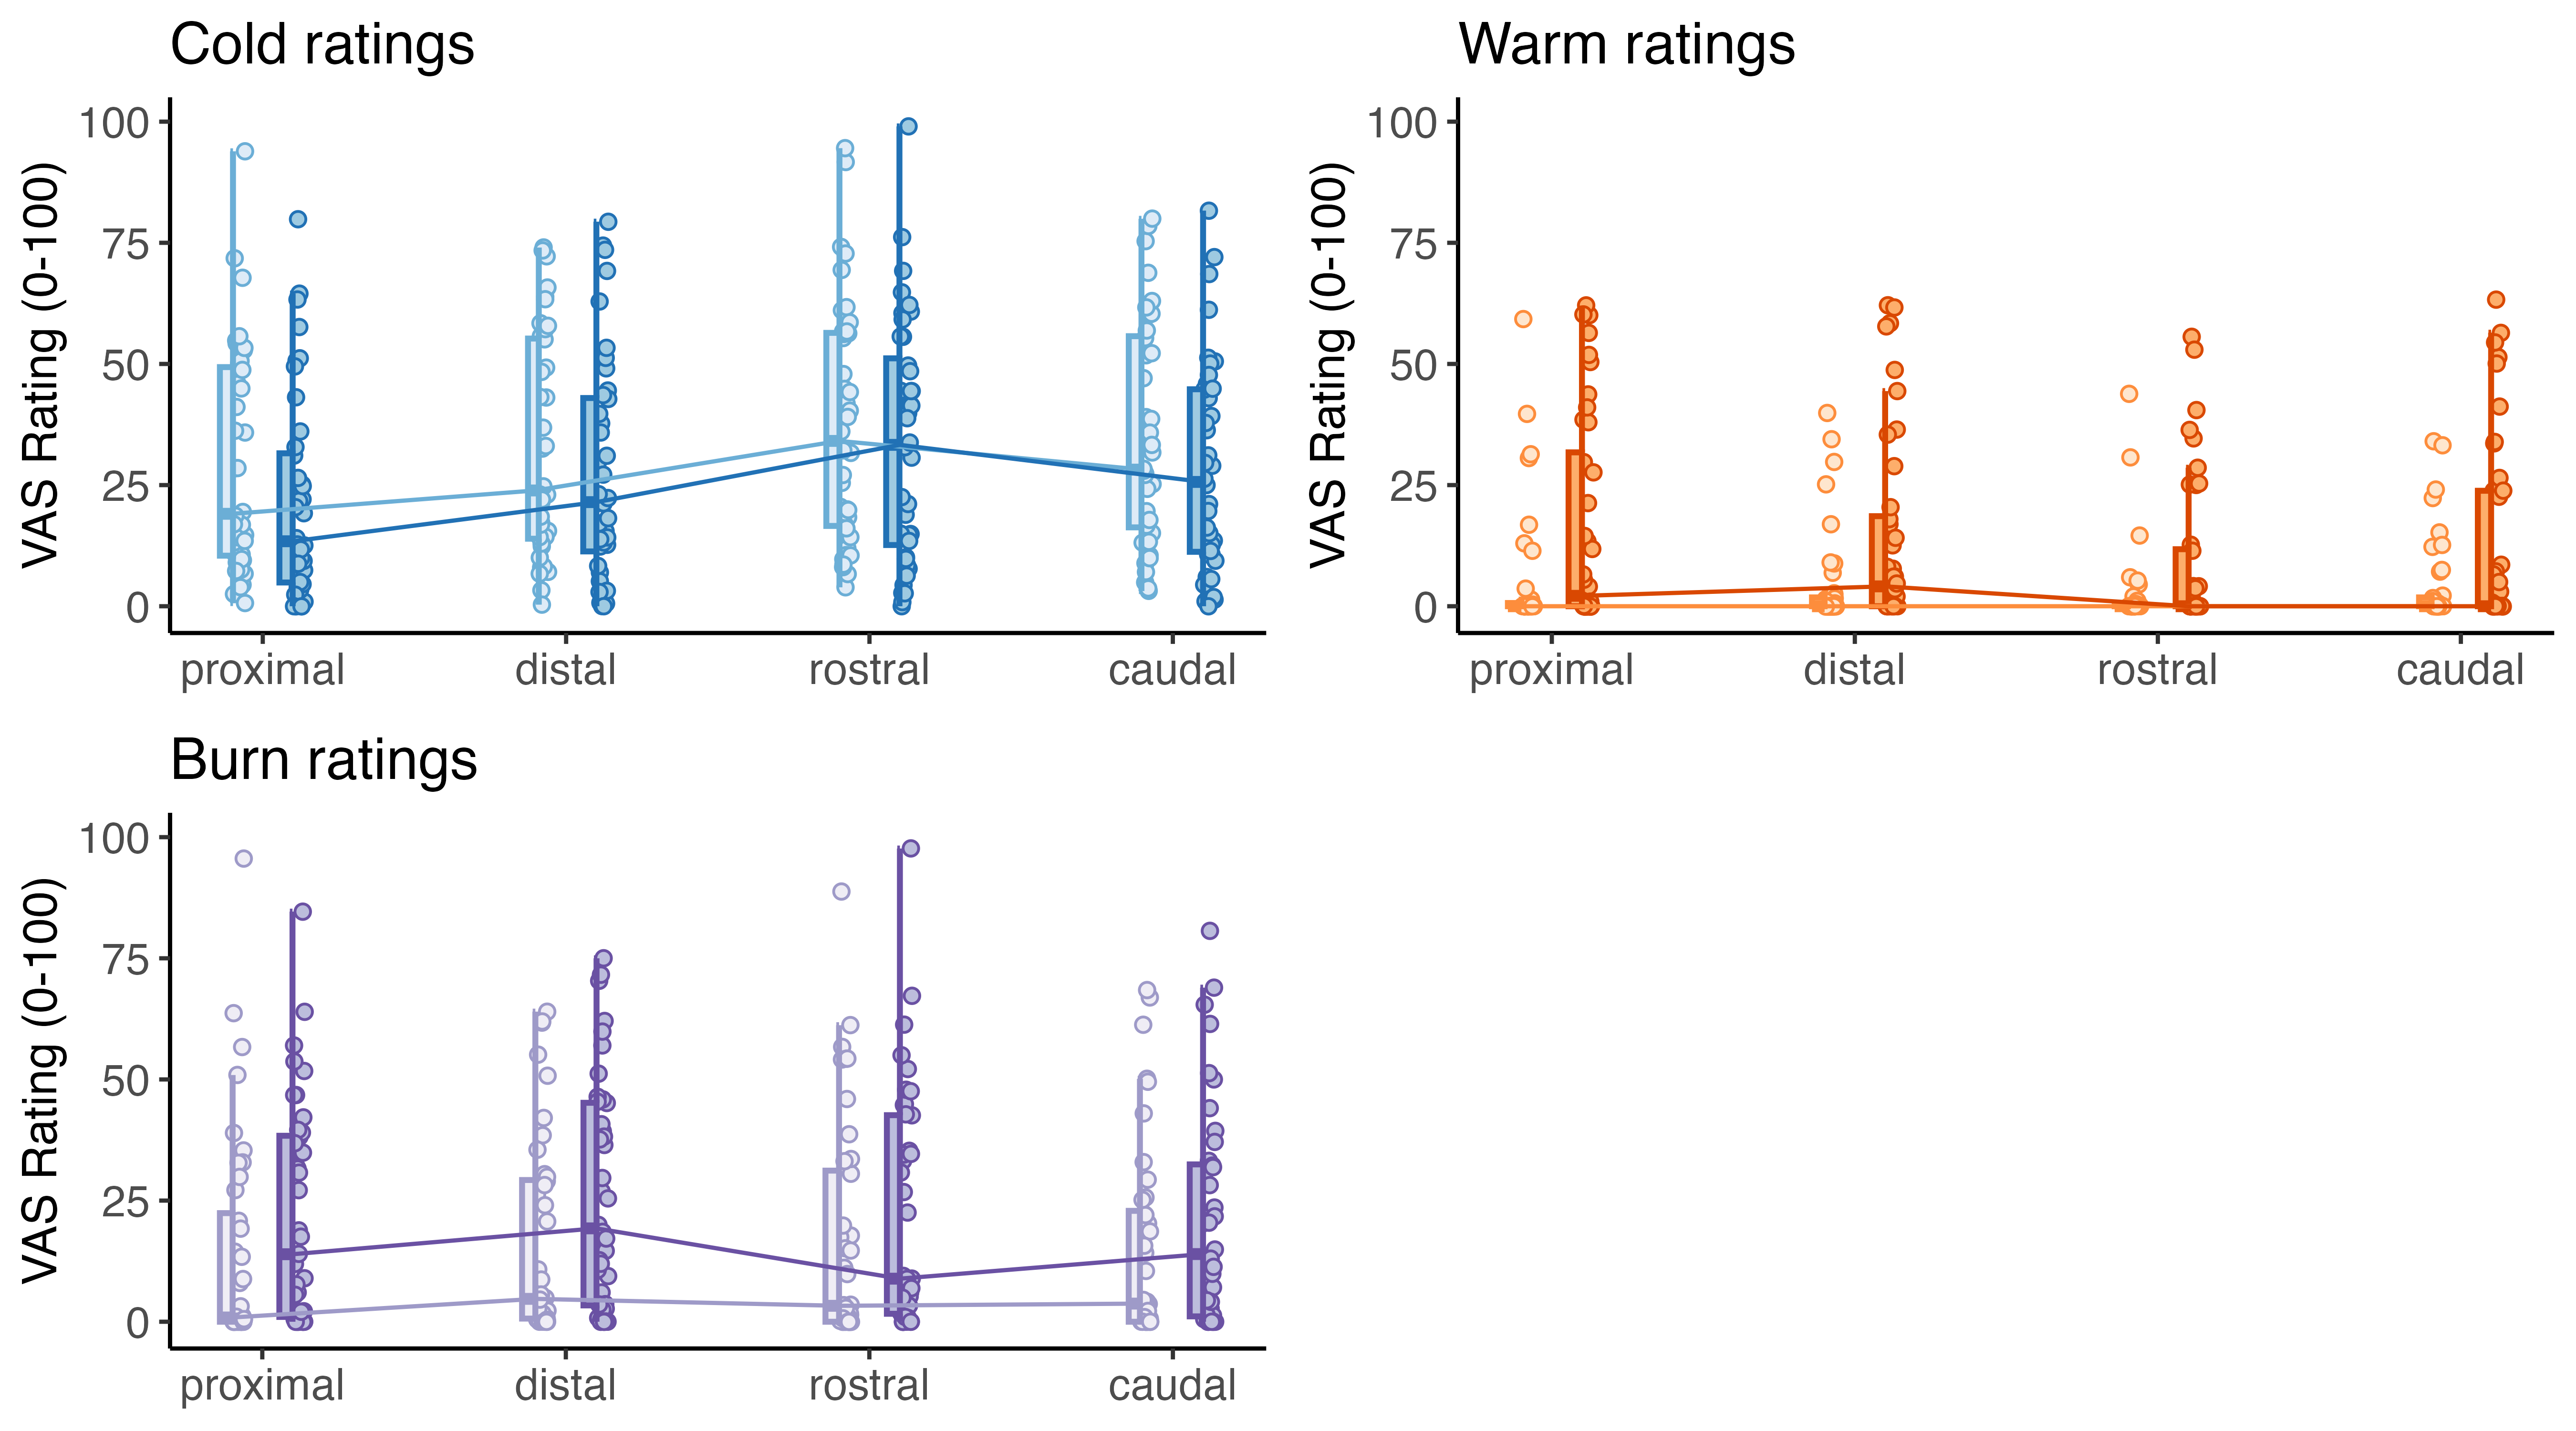 Cold ratings
VAS Rating (0-100)
100
75
50
25
0
proximal distal rostral caudal
Warm ratings
VAS Rating (0-100)
100
75
50
25
0
proximal distal rostral caudal
Burn ratings
VAS Rating (0-100)
100
75
50
25
0
proximal distal rostral caudal